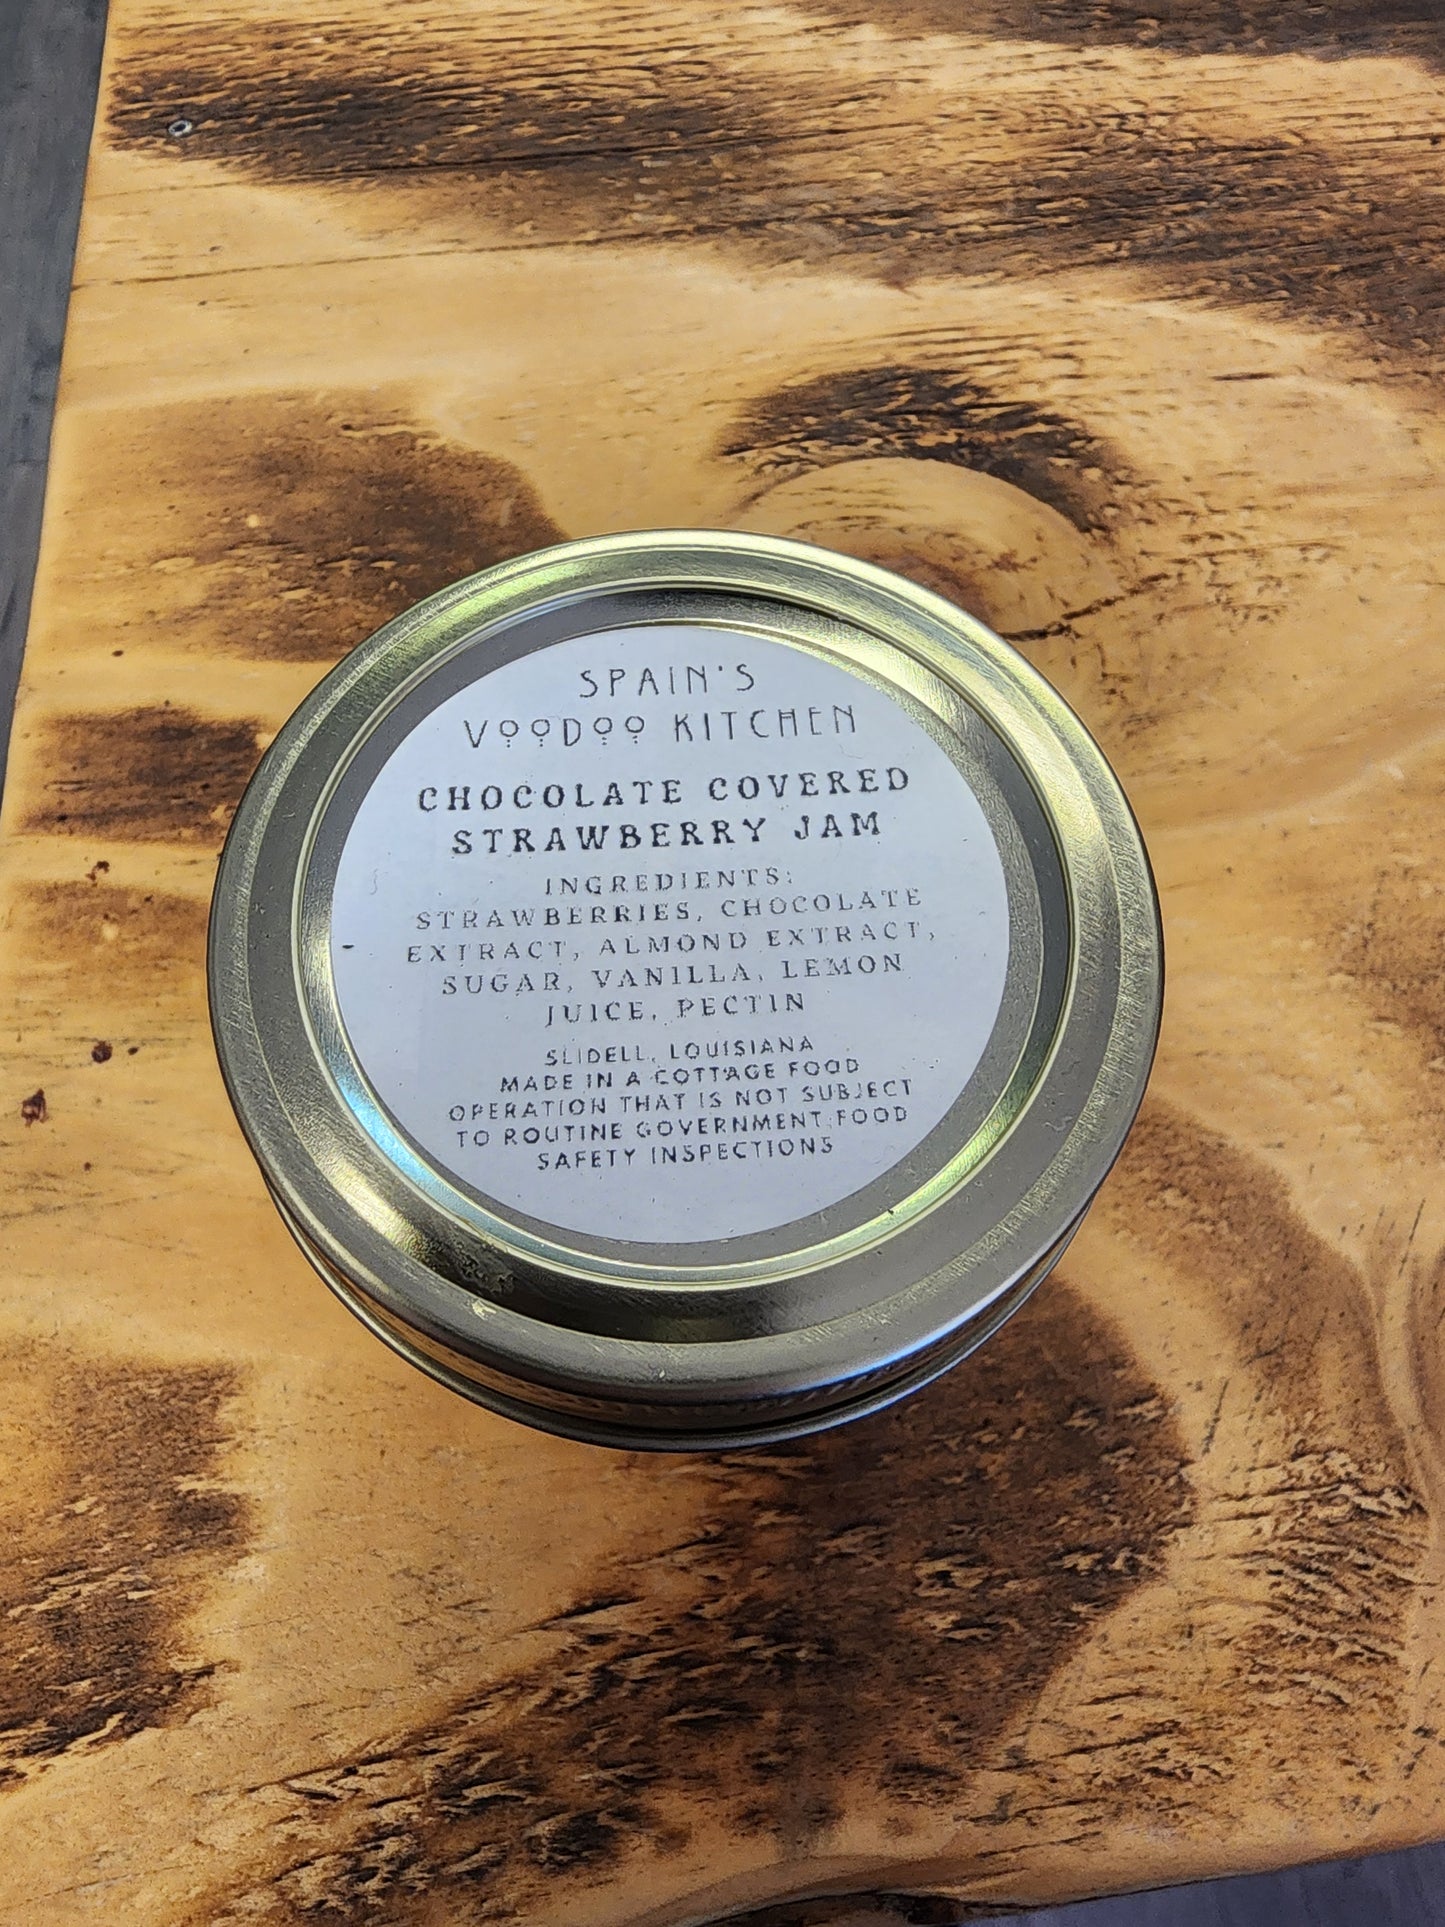 SPAIN'S
VOODOO KITCHEN
CHOCOLATE COVERED
STRAWBERRY JAM
INGREDIENTS:
STRAWBERRIES, CHOCOLATE
EXTRACT, ALMOND EXTRACT,
SUGAR, VANILLA, LEMON
JUICE, PECTIN
SLIDELL, LOUISIANA
MADE IN A COTTAGE FOOD
OPERATION THAT IS NOT SUBJECT
TO ROUTINE GOVERNMENT FOOD
SAFETY INSPECTIONS